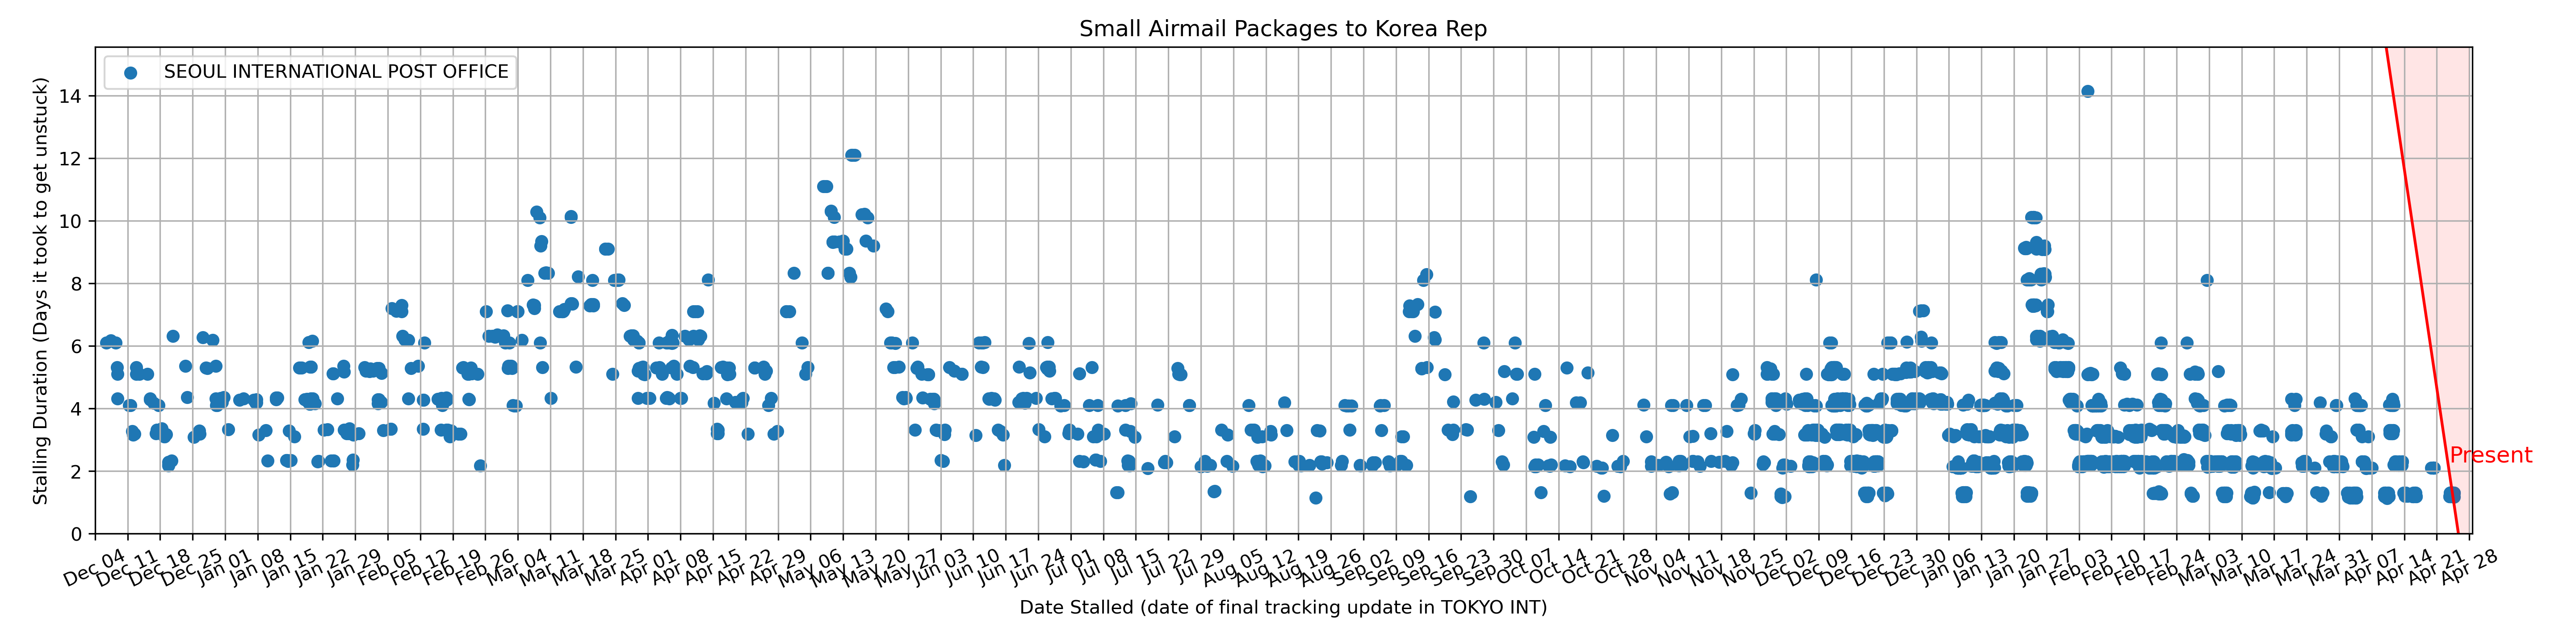 Small Airmail Packages to Korea Rep
SEOUL INTERNATIONAL POST OFFICE
Stalling Duration (Days it took to get unstuck)
14
12
10
8
6
4
2
0
Present
Dec 04
Dec 11
Dec 18
Dec 25
Jan 01
Jan 08
Jan 15
Jan 22
Jan 29
Feb 05
Feb 12
Feb 19
Feb 26
Mar 04
Mar 11
Mar 18
Mar 25
Apr 01
Apr 08
Apr 15
Apr 22
Apr 29
May 06
May 13
May 20
May 27
Jun 03
Jun 10
Jun 17
Jun 24
Jul 01
Jul 08
Jul 15
Jul 22
Jul 29
Aug 05
Aug 12
Aug 19
Aug 26
Sep 02
Sep 09
Sep 16
Sep 23
Sep 30
Oct 07
Oct 14
Oct 21
Oct 28
Nov 04
Nov 11
Nov 18
Nov 25
Dec 02
Dec 09
Dec 16
Dec 23
Dec 30
Jan 06
Jan 13
Jan 20
Jan 27
Feb 03
Feb 10
Feb 17
Feb 24
Mar 03
Mar 10
Mar 17
Mar 24
Mar 31
Apr 07
Apr 14
Apr 21
Apr 28
Date Stalled (date of final tracking update in TOKYO INT)